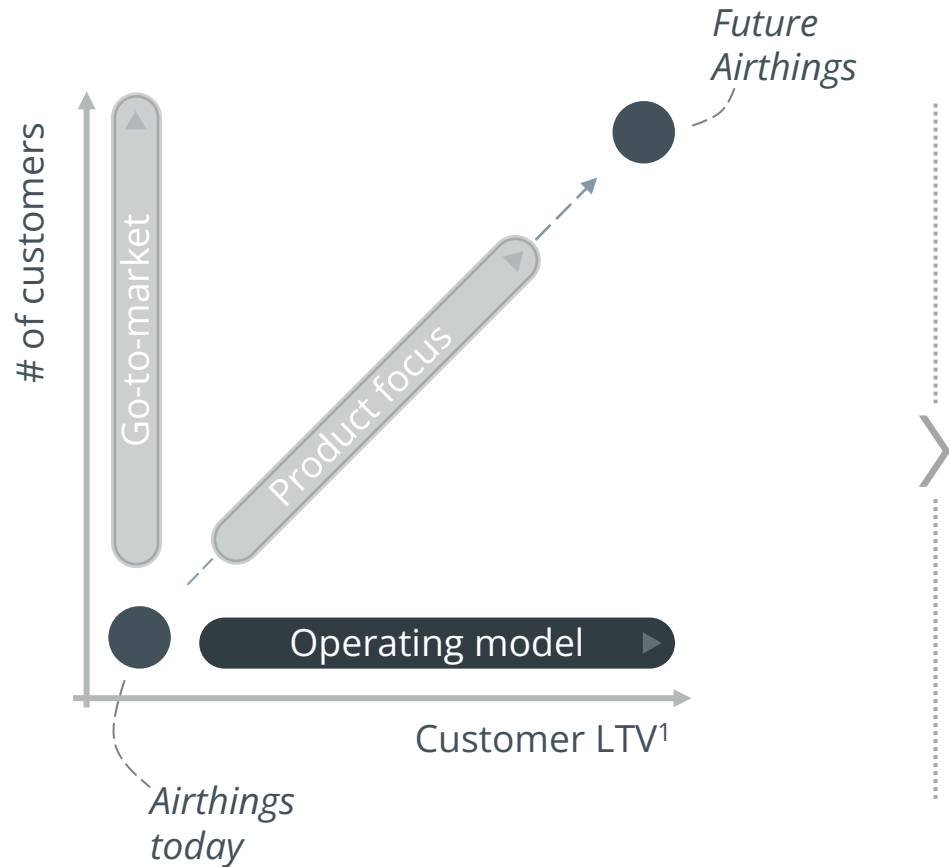 Future
Airthings
# of customers
Go-to-market
Product focus
Operating model
Customer LTV¹
Airthings
today